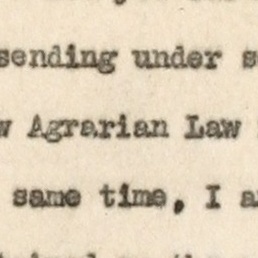 sending under
Agrarian Law
same time, I